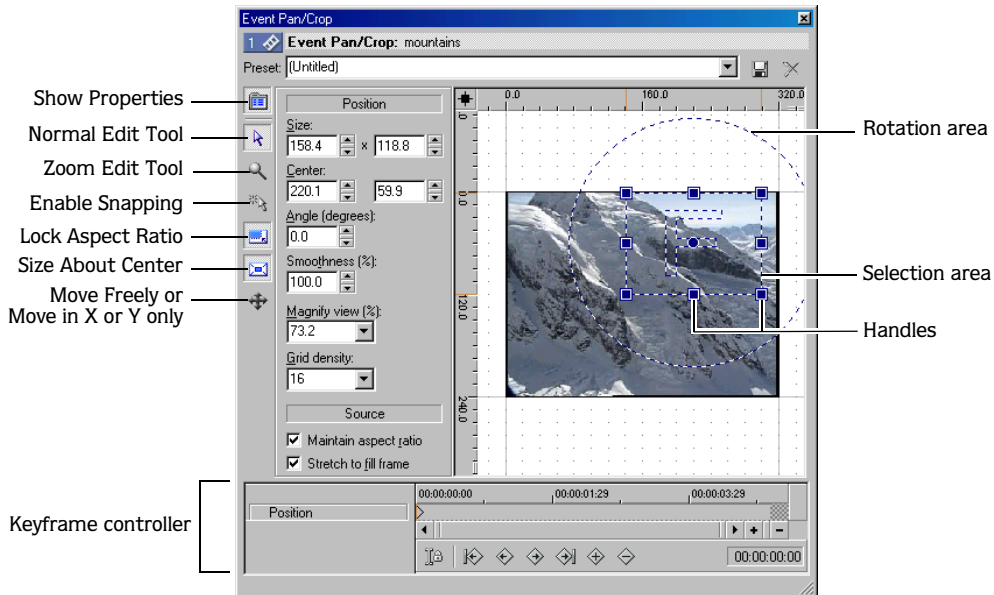 Event Pan/Crop
1 Event Pan/Crop: mountains
Preset: (Untitled)
Show Properties
Normal Edit Tool
Zoom Edit Tool
Enable Snapping
Lock Aspect Ratio
Size About Center
Move Freely or
Move in X or Y only
Position
Size:
158.4 x 118.8
Center:
220.1 59.9
Angle (degrees):
0.0
Smoothness (%):
100.0
Magnify view (%):
73.2
Grid density:
16
Source
Maintain aspect ratio
Stretch to fill frame
0.0 160.0 320.0
0.0
120.0
240.0
Rotation area
Selection area
Handles
Keyframe controller
Position
00:00:00:00 00:00:01:29 00:00:03:29
00:00:00:00